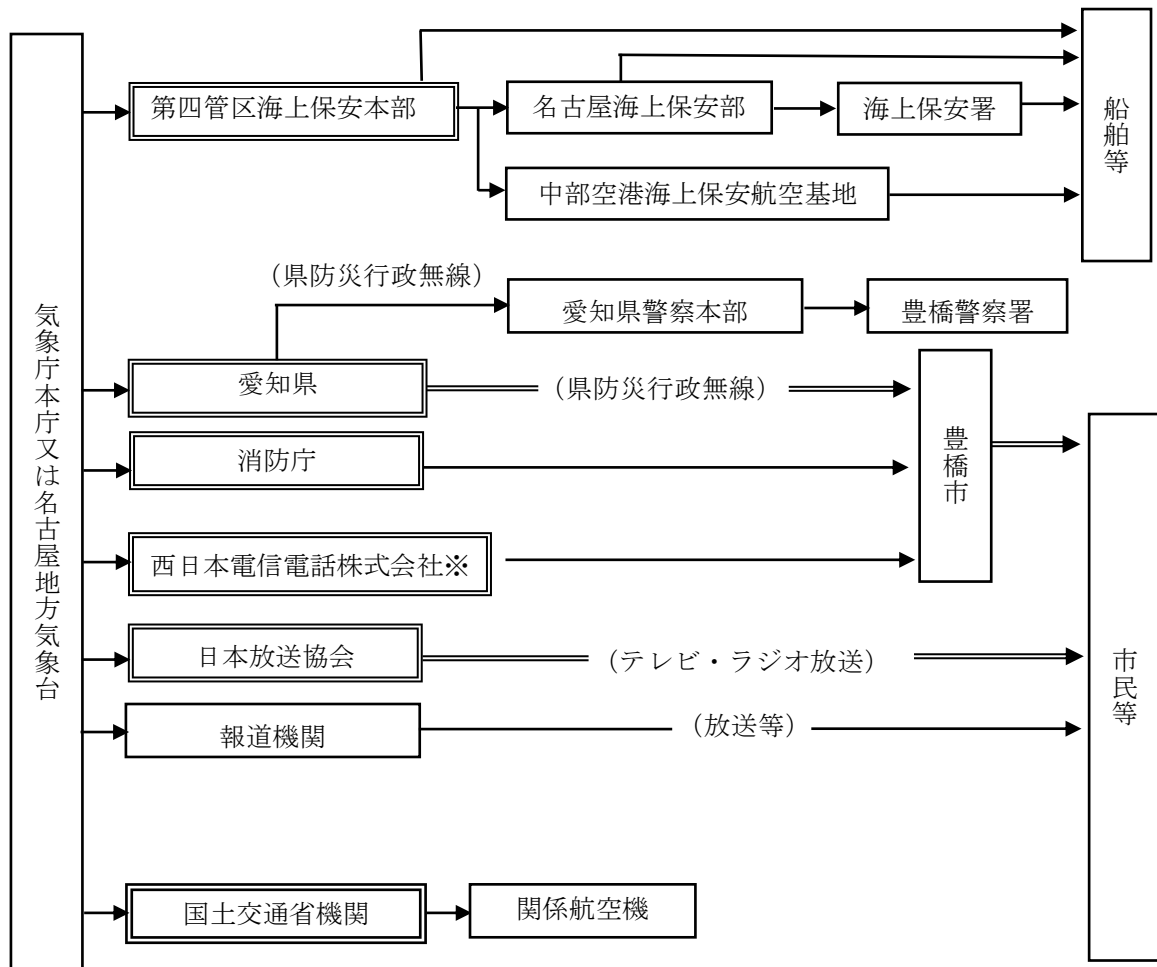 気象庁本庁又は名古屋地方気象台
第四管区海上保安本部
名古屋海上保安部
海上保安署
船舶等
中部空港海上保安航空基地
（県防災行政無線）
愛知県警察本部
豊橋警察署
愛知県
（県防災行政無線）
豊橋市
消防庁
西日本電信電話株式会社※
日本放送協会
（テレビ・ラジオ放送）
市民等
報道機関
（放送等）
国土交通省機関
関係航空機